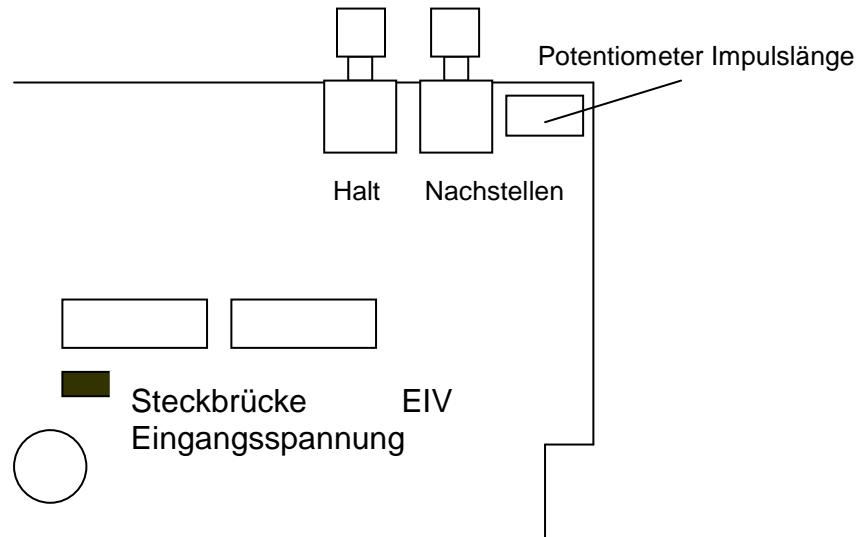 Potentiometer Impulslänge
Halt Nachstellen
Steckbrücke EIV
Eingangsspannung